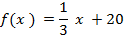 f(x) = 1/3 x + 20